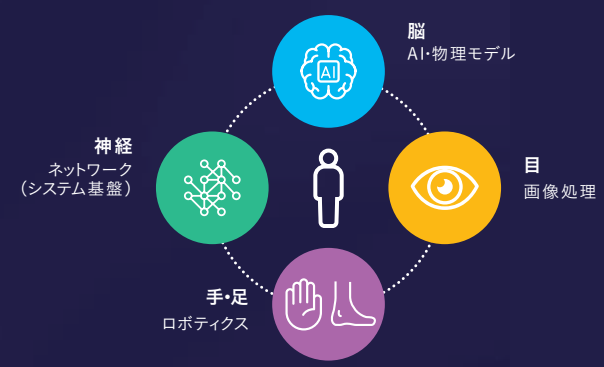 脳
AI・物理モデル
AI
神経
ネットワーク
（システム基盤）
目
画像処理
手・足
ロボティクス